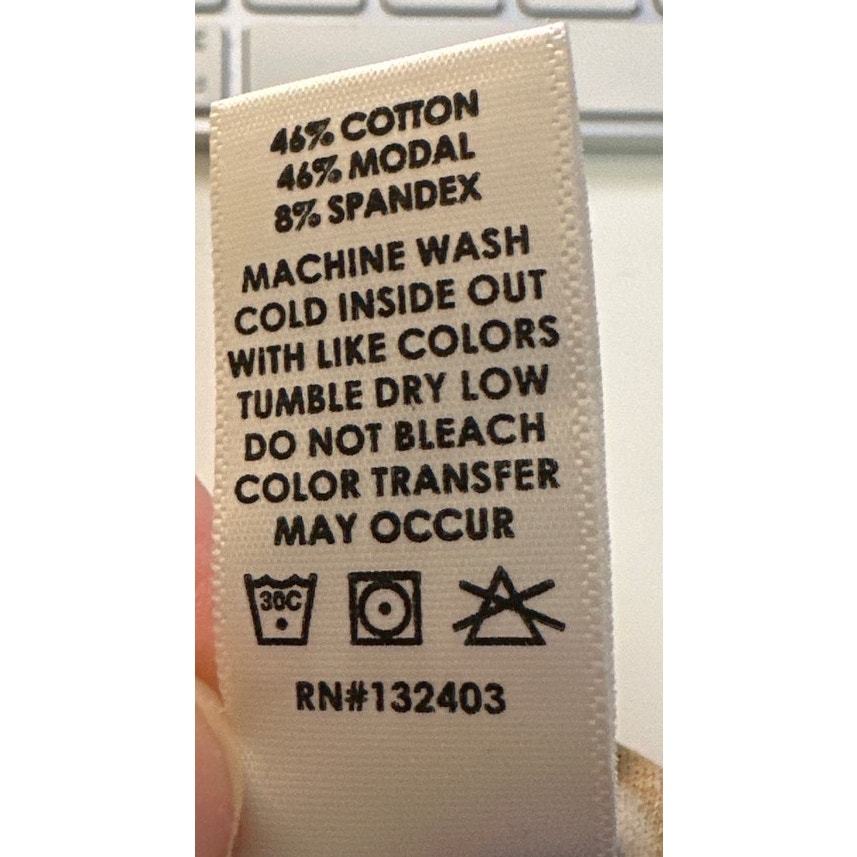 46% COTTON
46% MODAL
8% SPANDEX
MACHINE WASH
COLD INSIDE OUT
WITH LIKE COLORS
TUMBLE DRY LOW
DO NOT BLEACH
COLOR TRANSFER
MAY OCCUR
30C
RN#132403